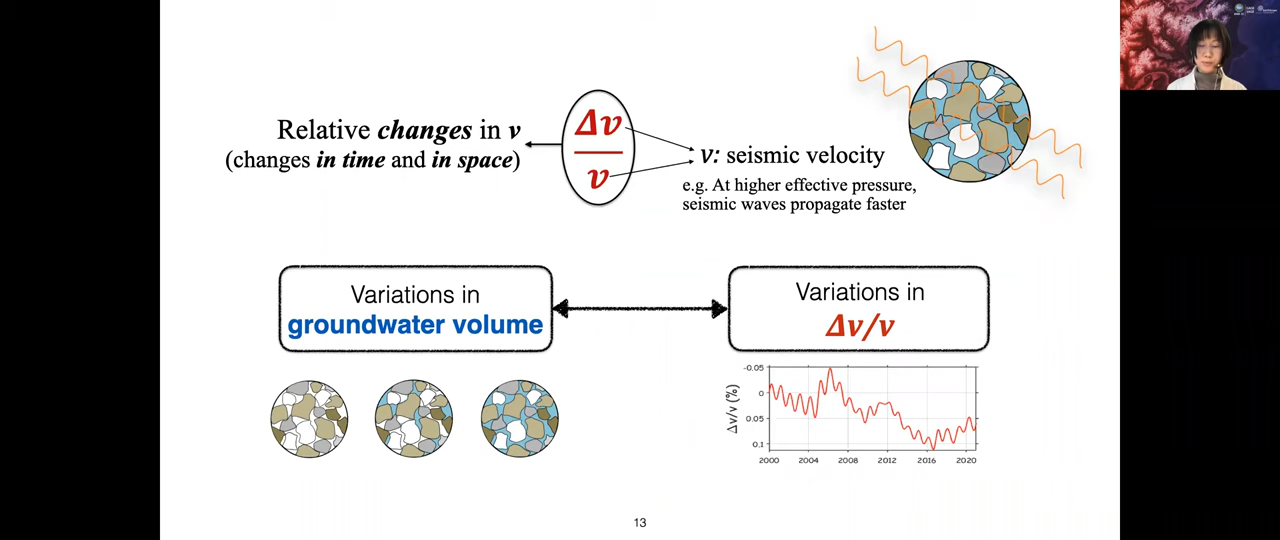 Relative changes in v
(changes in time and in space)
Δv
v
v: seismic velocity
e.g. At higher effective pressure,
seismic waves propagate faster
Variations in
groundwater volume
Variations in
Δv/v
Δv/v (%)
-0.05
0
0.05
0.1
2000 2004 2008 2012 2016 2020
13